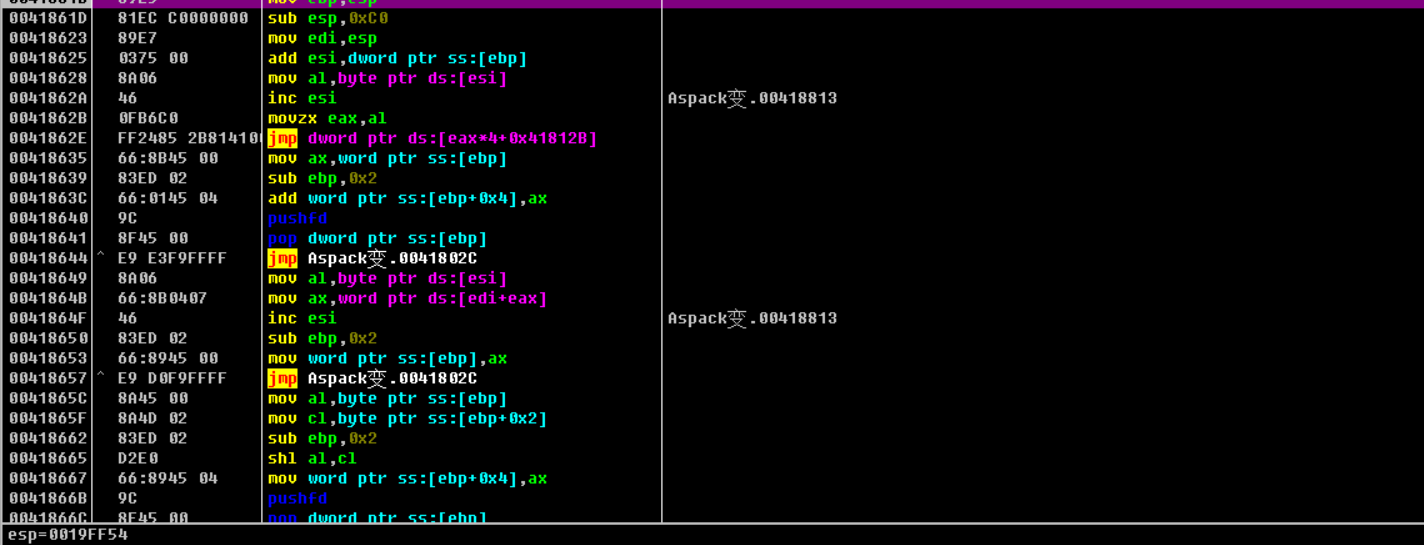 0041861B 89E5 mov ebp,esp
0041861D 81EC C0000000 sub esp,0xC0
00418623 89E7 mov edi,esp
00418625 0375 00 add esi,dword ptr ss:[ebp]
00418628 8A06 mov al,byte ptr ds:[esi]
0041862A 46 inc esi Aspack变.00418813
0041862B 0FB6C0 movzx eax,al
0041862E FF2485 2B814100 jmp dword ptr ds:[eax*4+0x41812B]
00418635 66:8B45 00 mov ax,word ptr ss:[ebp]
00418639 83ED 02 sub ebp,0x2
0041863C 66:0145 04 add word ptr ss:[ebp+0x4],ax
00418640 9C pushfd
00418641 8F45 00 pop dword ptr ss:[ebp]
00418644 ^ E9 E3F9FFFF jmp Aspack变.0041802C
00418649 8A06 mov al,byte ptr ds:[esi]
0041864B 66:8B0407 mov ax,word ptr ds:[edi+eax]
0041864F 46 inc esi Aspack变.00418813
00418650 83ED 02 sub ebp,0x2
00418653 66:8945 00 mov word ptr ss:[ebp],ax
00418657 ^ E9 D0F9FFFF jmp Aspack变.0041802C
0041865C 8A45 00 mov al,byte ptr ss:[ebp]
0041865F 8A4D 02 mov cl,byte ptr ss:[ebp+0x2]
00418662 83ED 02 sub ebp,0x2
00418665 D2E0 shl al,cl
00418667 66:8945 04 mov word ptr ss:[ebp+0x4],ax
0041866B 9C pushfd
0041866C 8F45 00 pop dword ptr ss:[ebp]
esp=0019FF54